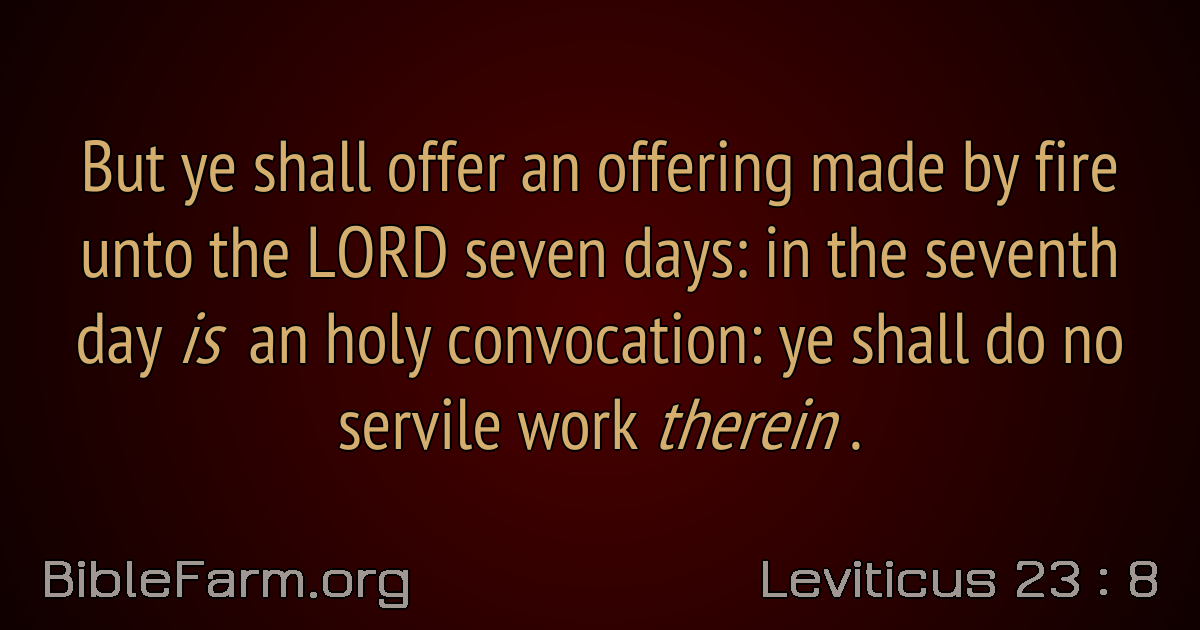 But ye shall offer an offering made by fire
unto the LORD seven days: in the seventh
day is an holy convocation: ye shall do no
servile work therein .
BibleFarm.org
Leviticus 23 : 8